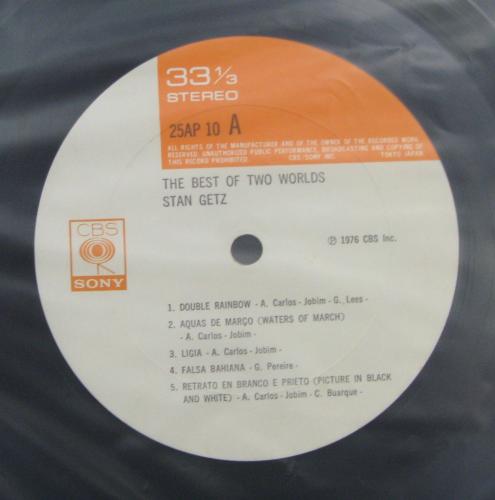 33 1/3
STEREO
25AP 10 A
ALL RIGHTS OF THE MANUFACTURER AND OF THE OWNER OF THE RECORDED WORK
RESERVED UNAUTHORIZED PUBLIC PERFORMANCE, BROADCASTING AND COPYING OF
THIS RECORD PROHIBITED. CBS/SONY INC. TOKYO JAPAN
THE BEST OF TWO WORLDS
STAN GETZ
CBS
SONY
℗ 1976 CBS Inc.
1. DOUBLE RAINBOW - A. Carlos - Jobim - G. Lees -
2. AQUAS DE MARÇO (WATERS OF MARCH)
- A. Carlos - Jobim -
3. LIGIA - A. Carlos - Jobim -
4. FALSA BAHIANA - G. Pereire -
5. RETRATO EN BRANCO E PRIETO (PICTURE IN BLACK
AND WHITE) - A. Carlos - Jobim - C. Buarque -